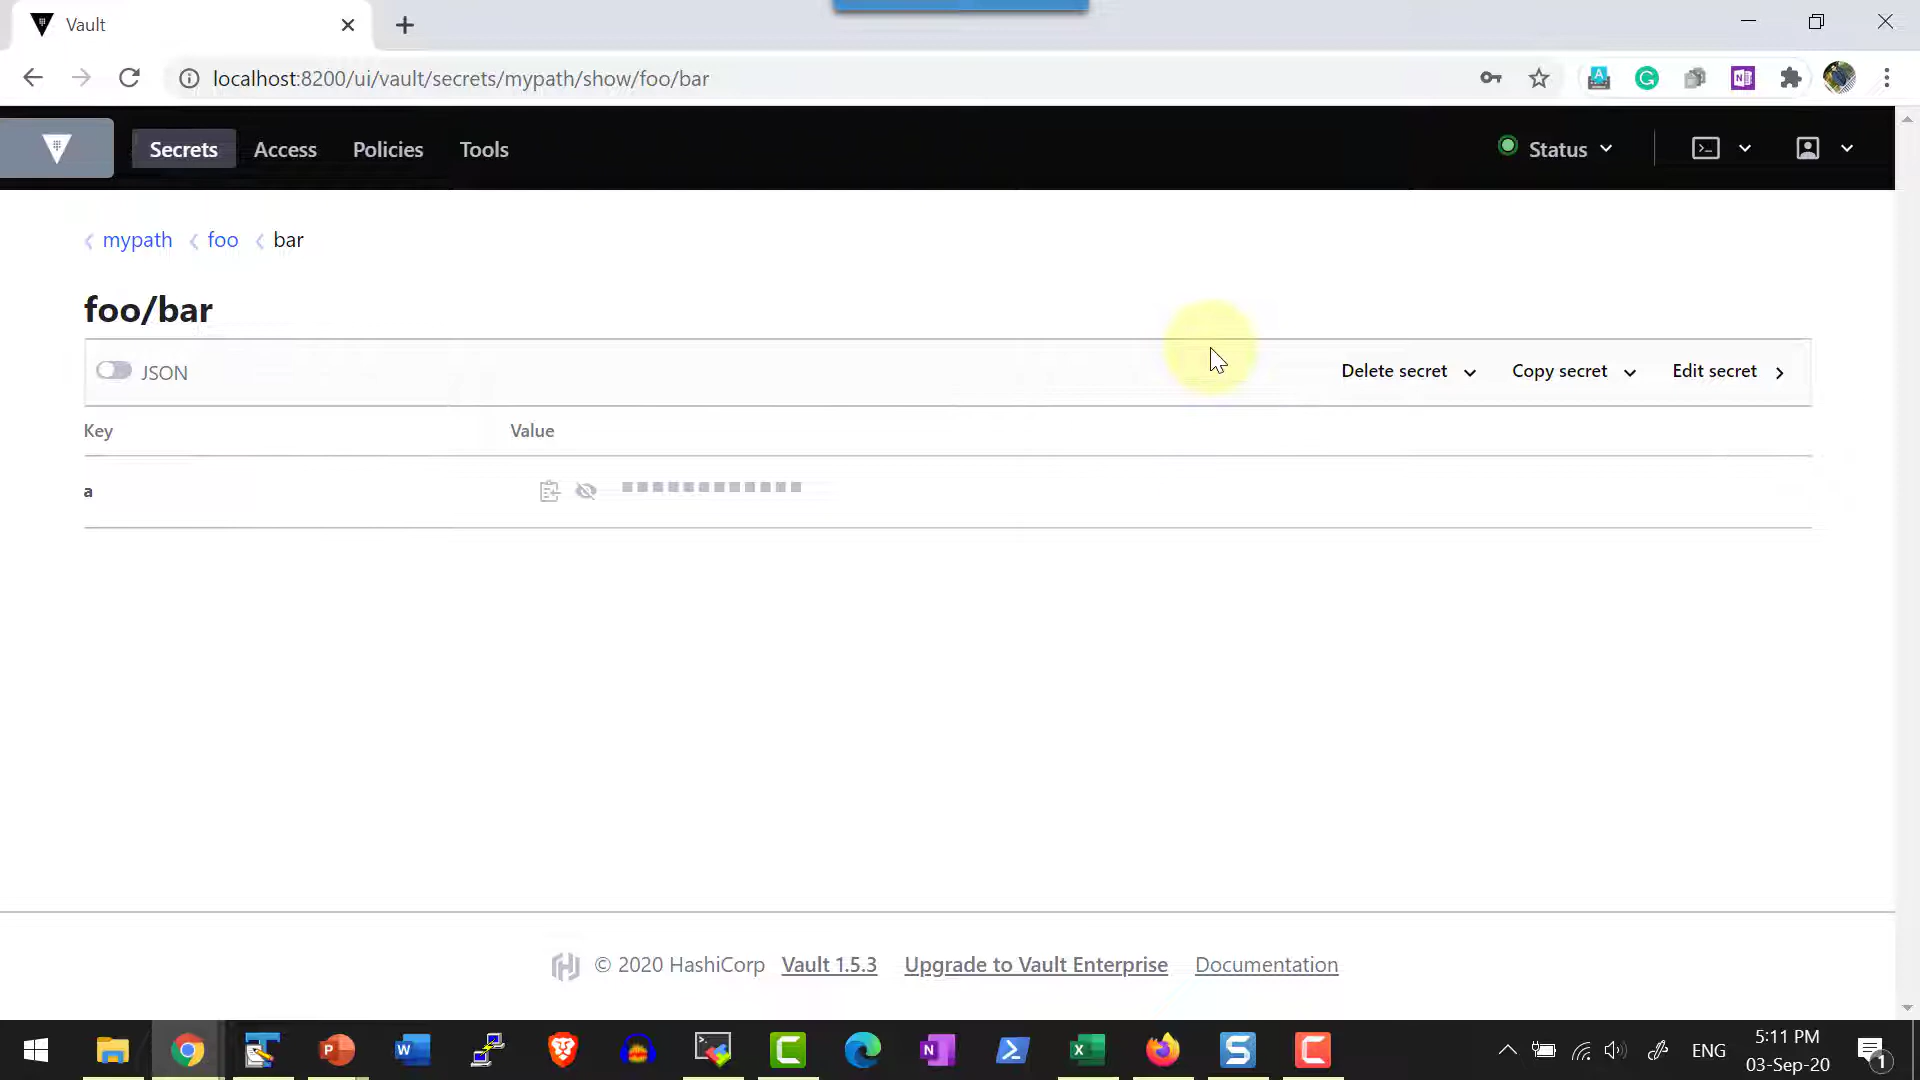 Vault
localhost:8200/ui/vault/secrets/mypath/show/foo/bar
Secrets Access Policies Tools Status
mypath foo bar
foo/bar
JSON Delete secret Copy secret Edit secret
Key Value
a
© 2020 HashiCorp Vault 1.5.3 Upgrade to Vault Enterprise Documentation
ENG
5:11 PM
03-Sep-20
1